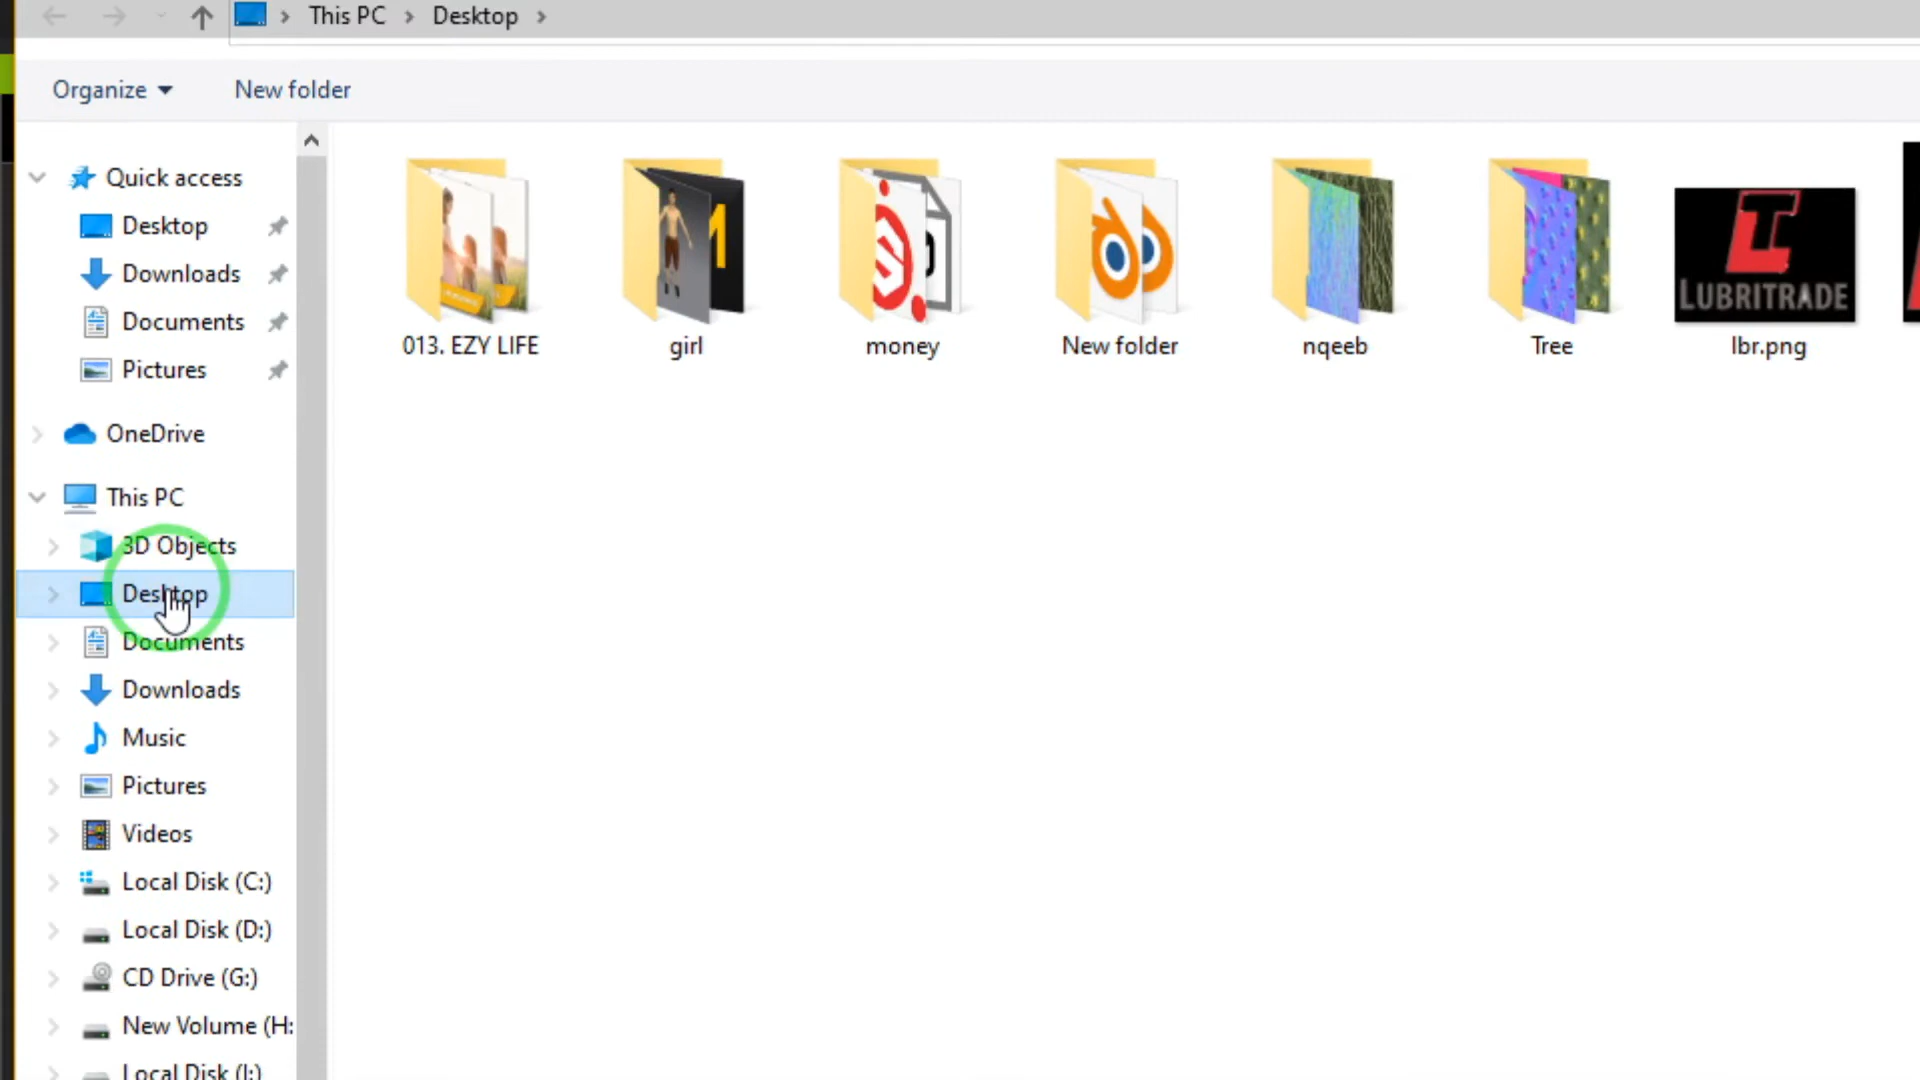 This PC
Desktop
Organize
New folder
Quick access
Desktop
Downloads
Documents
Pictures
OneDrive
This PC
3D Objects
Desktop
Documents
Downloads
Music
Pictures
Videos
Local Disk (C:)
Local Disk (D:)
CD Drive (G:)
New Volume (H:
Local Disk (I:)
013. EZY LIFE
girl
money
New folder
nqeeb
Tree
LUBRITRADE
lbr.png